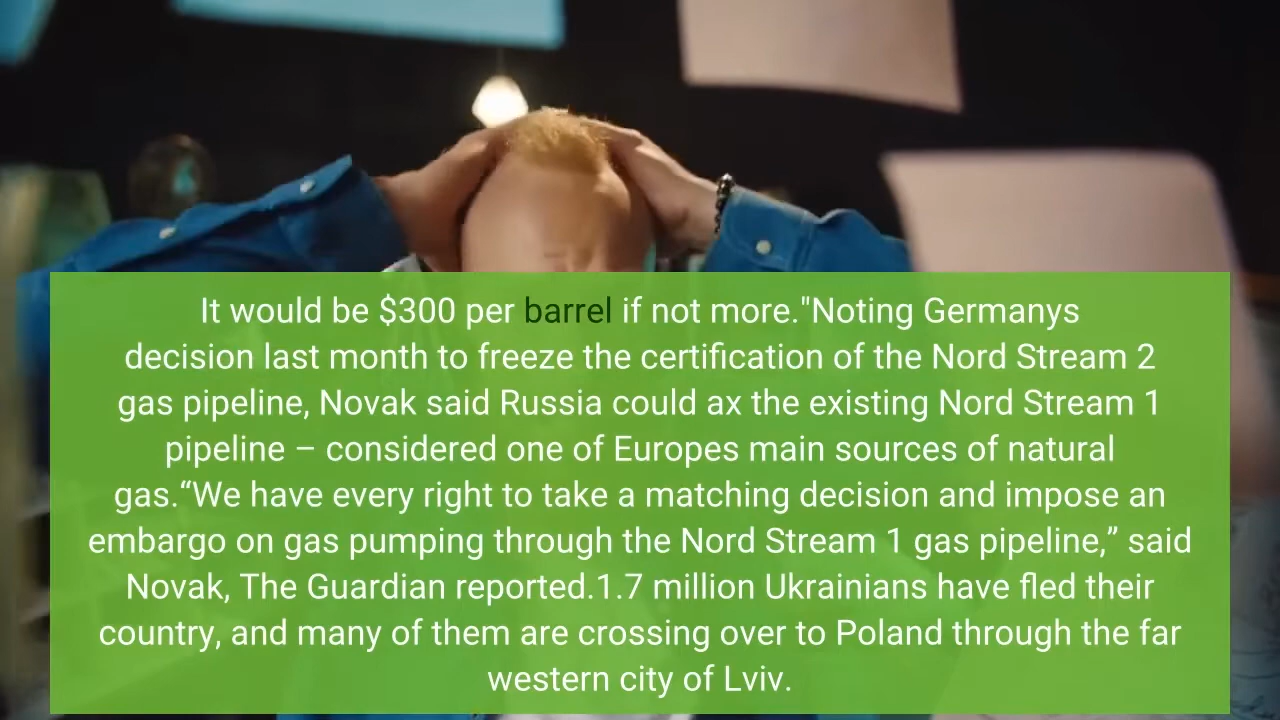 It would be $300 per barrel if not more."Noting Germanys
decision last month to freeze the certification of the Nord Stream 2
gas pipeline, Novak said Russia could ax the existing Nord Stream 1
pipeline – considered one of Europes main sources of natural
gas.“We have every right to take a matching decision and impose an
embargo on gas pumping through the Nord Stream 1 gas pipeline,” said
Novak, The Guardian reported.1.7 million Ukrainians have fled their
country, and many of them are crossing over to Poland through the far
western city of Lviv.